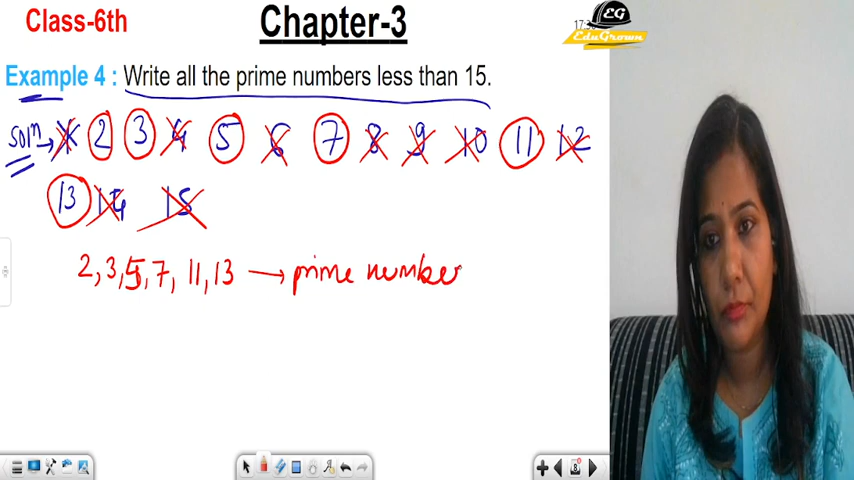 Class-6th
Chapter-3
EG
EduGrown
Example 4 : Write all the prime numbers less than 15.
soln → 1 2 3 4 5 6 7 8 9 10 11 12
13 14 15
2, 3, 5, 7, 11, 13 → prime number
8